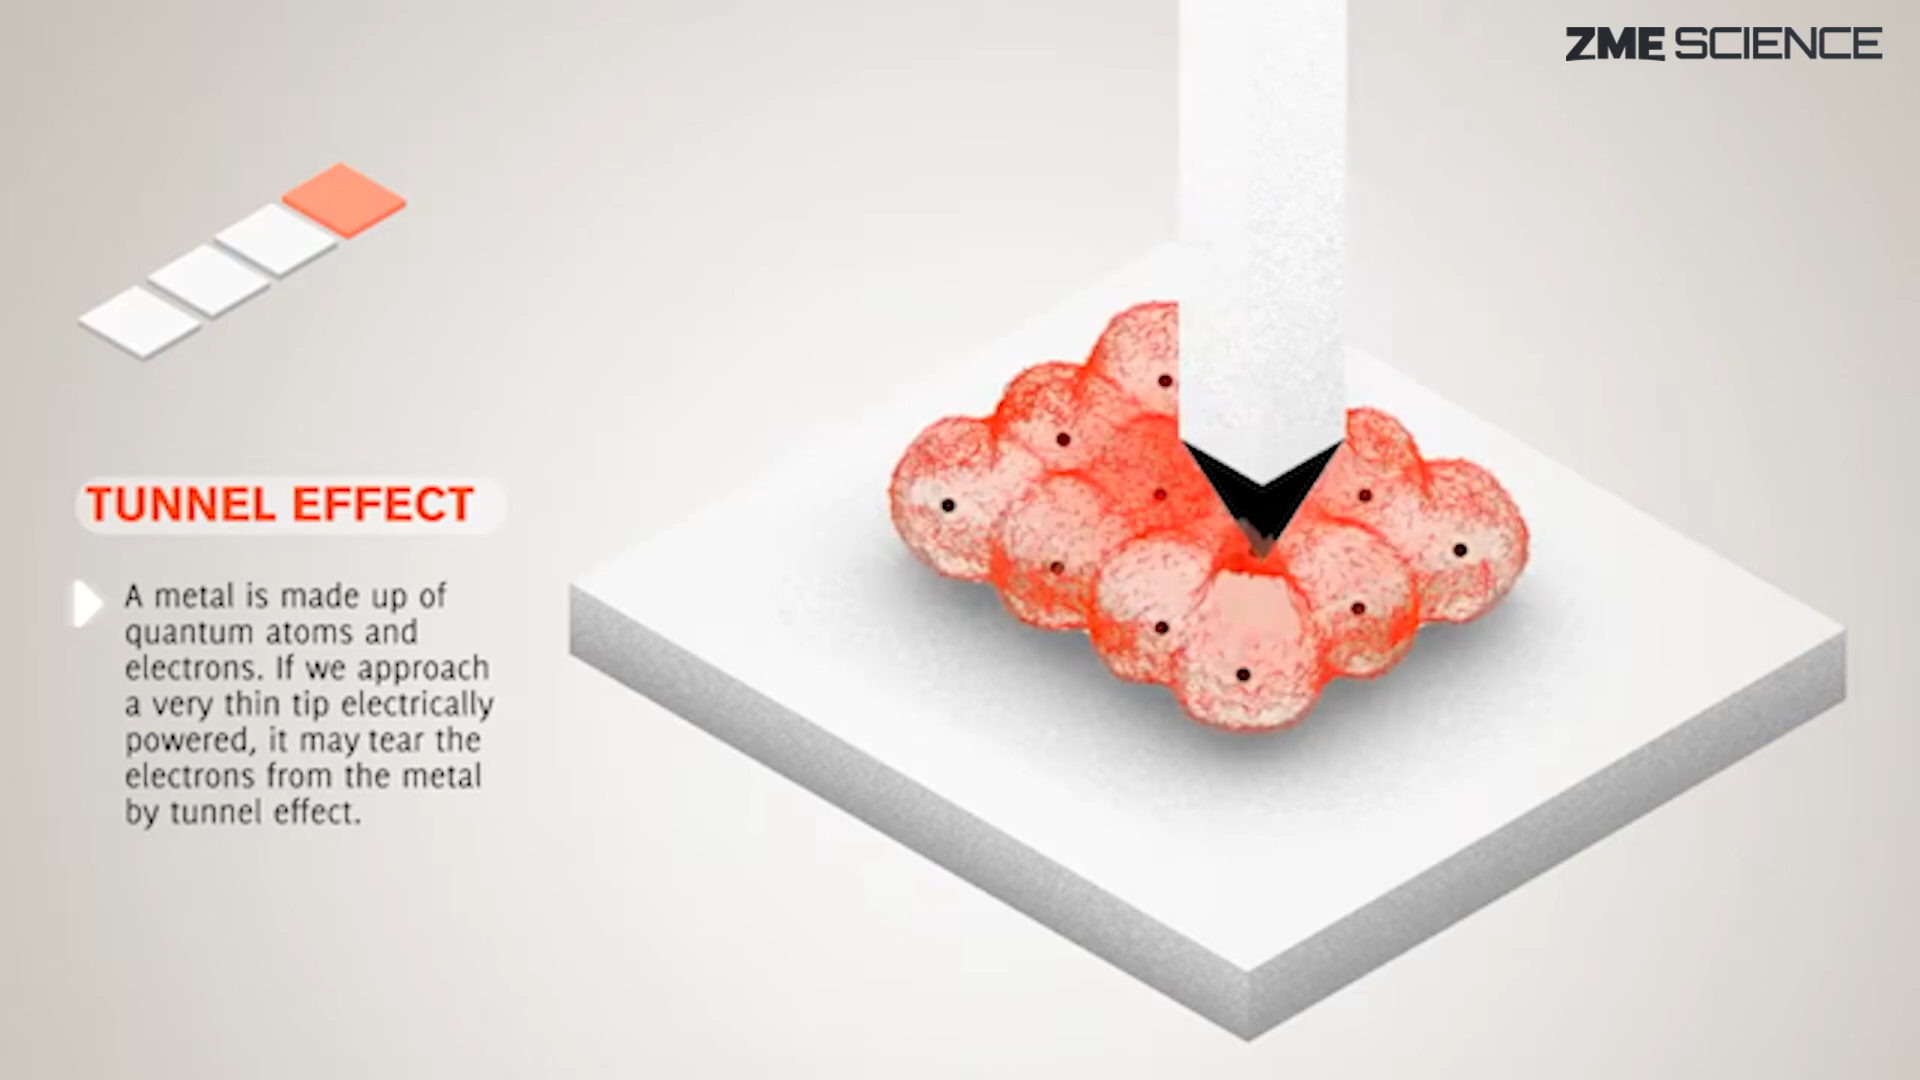 ZME SCIENCE
TUNNEL EFFECT
A metal is made up of
quantum atoms and
electrons. If we approach
a very thin tip electrically
powered, it may tear the
electrons from the metal
by tunnel effect.